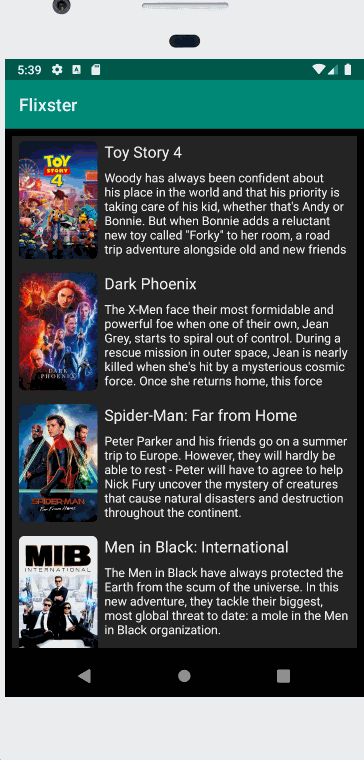 5:39
Flixster
TOY
STORY
4
Toy Story 4
Woody has always been confident about
his place in the world and that his priority is
taking care of his kid, whether that's Andy or
Bonnie. But when Bonnie adds a reluctant
new toy called "Forky" to her room, a road
trip adventure alongside old and new friends
DARK
PHOENIX
Dark Phoenix
The X-Men face their most formidable and
powerful foe when one of their own, Jean
Grey, starts to spiral out of control. During a
rescue mission in outer space, Jean is nearly
killed when she's hit by a mysterious cosmic
force. Once she returns home, this force
SPIDER-MAN
Far From Home
Spider-Man: Far from Home
Peter Parker and his friends go on a summer
trip to Europe. However, they will hardly be
able to rest - Peter will have to agree to help
Nick Fury uncover the mystery of creatures
that cause natural disasters and destruction
throughout the continent.
MIB
INTERNATIONAL
Men in Black: International
The Men in Black have always protected the
Earth from the scum of the universe. In this
new adventure, they tackle their biggest,
most global threat to date: a mole in the Men
in Black organization.